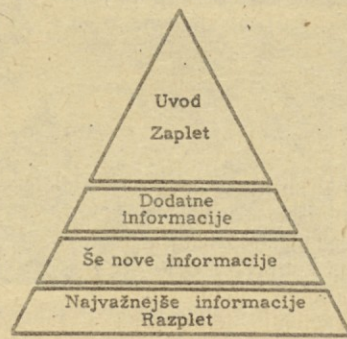 Uvod
Zaplet
Dodatne
informacije
Še nove informacije
Najvažnejše informacije
Razplet